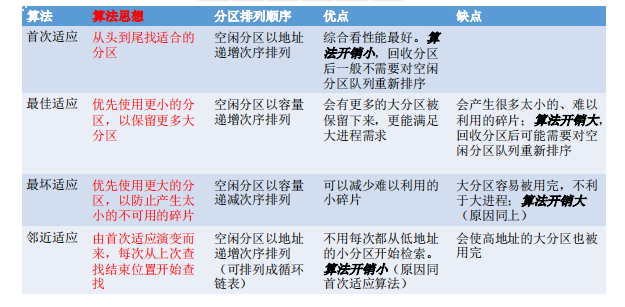 算法 算法思想 分区排列顺序 优点 缺点
首次适应 从头到尾找适合的 空闲分区以地址 综合看性能最好。算
分区 递增次序排列 法开销小，回收分区
后一般不需要对空闲
分区队列重新排序
最佳适应 优先使用更小的分 空闲分区以容量 会有更多的大分区被 会产生很多太小的、难以
区，以保留更多大 递增次序排列 保留下来，更能满足 利用的碎片；算法开销大，
分区 大进程需求 回收分区后可能需要对空
闲分区队列重新排序
最坏适应 优先使用更大的分 空闲分区以容量 可以减少难以利用的 大分区容易被用完，不利
区，以防止产生太 递减次序排列 小碎片 于大进程；算法开销大
小的不可用的碎片 （原因同上）
邻近适应 由首次适应演变而 空闲分区以地址 不用每次都从低地址 会使高地址的大分区也被
来，每次从上次查 递增次序排列 的小分区开始检索。 用完
找结束位置开始查 （可排列成循环 算法开销小（原因同
找 链表） 首次适应算法）